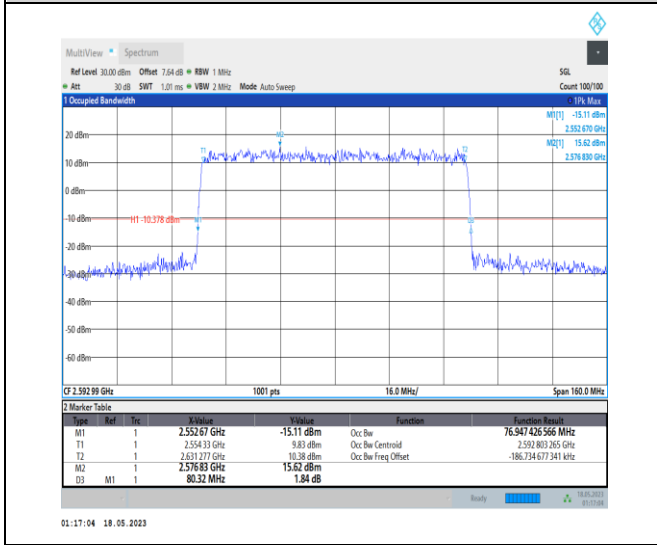 MultiView Spectrum
Ref Level 30.00 dBm Offset 7.64 dB RBW 1 MHz SGL
Att 30 dB SWT 1.01 ms VBW 2 MHz Mode Auto Sweep Count 100/100
1 Occupied Bandwidth 1Pk Max
M1[1] -15.11 dBm
2.552 670 GHz
M2[1] 15.62 dBm
2.576 830 GHz
20 dBm
M2
T1
T2
10 dBm
0 dBm
-10 dBm
H1 -10.378 dBm
-20 dBm
-30 dBm
-40 dBm
-50 dBm
-60 dBm
CF 2.592 99 GHz 1001 pts 16.0 MHz/ Span 160.0 MHz
2 Marker Table
Type Ref Trc X-Value Y-Value Function Function Result
M1 1 2.552 67 GHz -15.11 dBm Occ Bw 76.947 426 566 MHz
T1 1 2.554 33 GHz 9.83 dBm Occ Bw Centroid 2.592 803 265 GHz
T2 1 2.631 277 GHz 10.38 dBm Occ Bw Freq Offset -186.734 677 341 kHz
M2 1 2.576 83 GHz 15.62 dBm
D3 M1 1 80.32 MHz 1.84 dB
Ready 18.05.2023
01:17:04
01:17:04 18.05.2023